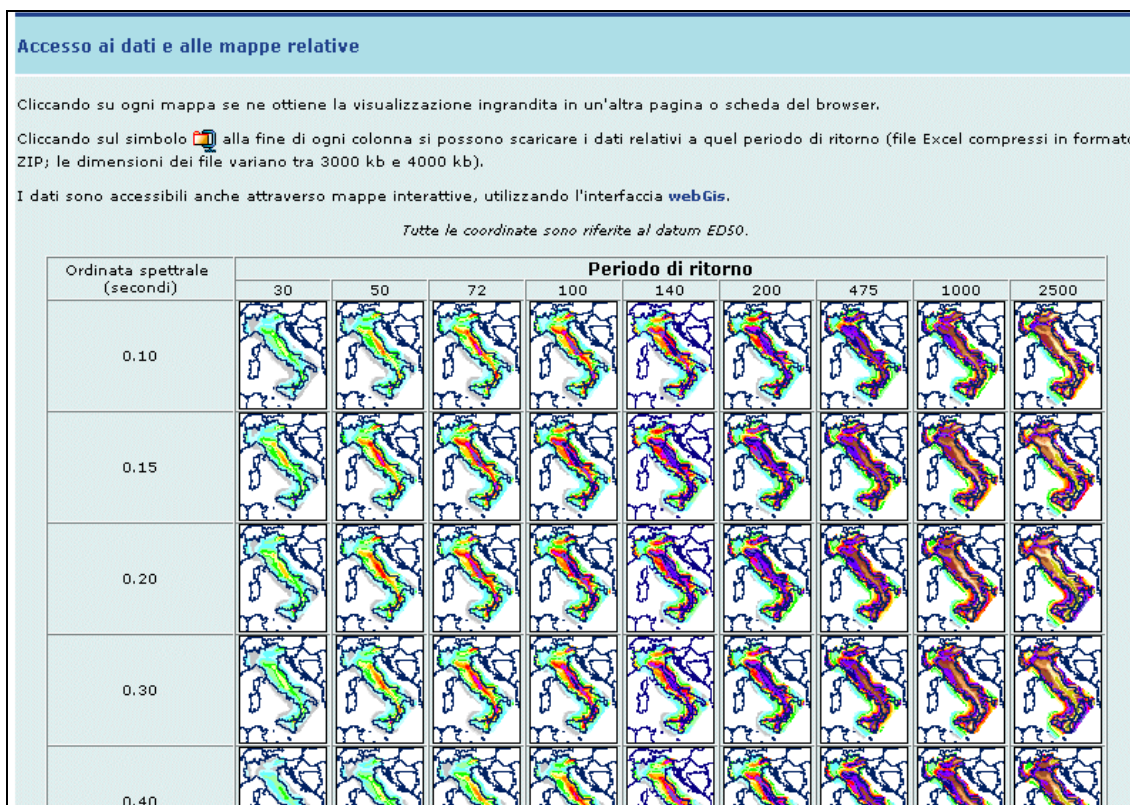 Accesso ai dati e alle mappe relative
Cliccando su ogni mappa se ne ottiene la visualizzazione ingrandita in un'altra pagina o scheda del browser.
Cliccando sul simbolo alla fine di ogni colonna si possono scaricare i dati relativi a quel periodo di ritorno (file Excel compressi in formato
ZIP; le dimensioni dei file variano tra 3000 kb e 4000 kb).
I dati sono accessibili anche attraverso mappe interattive, utilizzando l'interfaccia webGis.
Tutte le coordinate sono riferite al datum ED50.
Ordinata spettrale
(secondi)
Periodo di ritorno
30 50 72 100 140 200 475 1000 2500
0.10
0.15
0.20
0.30
0.40